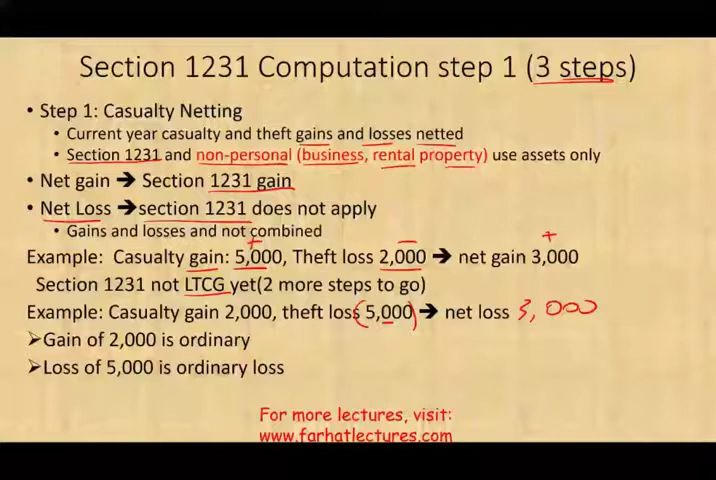 Section 1231 Computation step 1 (3 steps)
• Step 1: Casualty Netting
• Current year casualty and theft gains and losses netted
• Section 1231 and non-personal (business, rental property) use assets only
• Net gain 🡺 Section 1231 gain
• Net Loss 🡺section 1231 does not apply
• Gains and losses and not combined
+ − +
Example: Casualty gain: 5,000, Theft loss 2,000 🡺 net gain 3,000
Section 1231 not LTCG yet(2 more steps to go)
Example: Casualty gain 2,000, theft loss (5,000) 🡺 net loss 3,000
➢Gain of 2,000 is ordinary
➢Loss of 5,000 is ordinary loss
For more lectures, visit:
www.farhatlectures.com